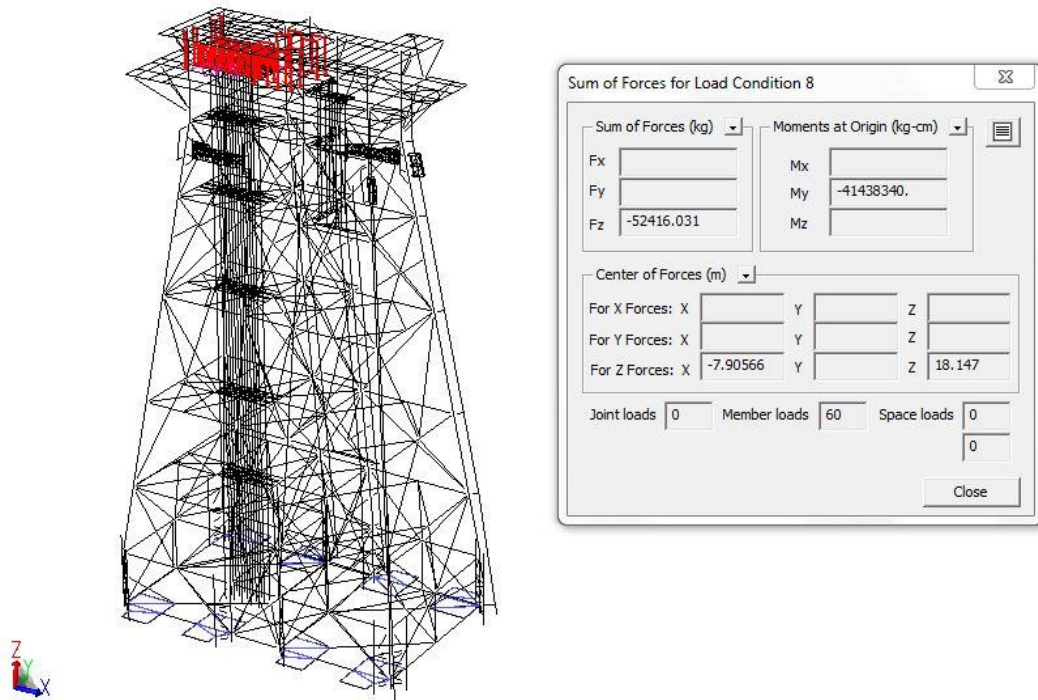 Sum of Forces for Load Condition 8
Sum of Forces (kg)
Moments at Origin (kg-cm)
Fx
Mx
Fy
My -41438340.
Fz -52416.031
Mz
Center of Forces (m)
For X Forces: X Y Z
For Y Forces: X Y Z
For Z Forces: X -7.90566 Y Z 18.147
Joint loads 0 Member loads 60 Space loads 0
0
Close
Z
Y
X